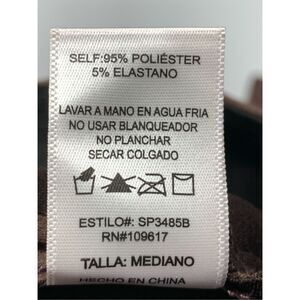 SELF:95% POLIÉSTER
5% ELASTANO
LAVAR A MANO EN AGUA FRIA
NO USAR BLANQUEADOR
NO PLANCHAR
SECAR COLGADO
ESTILO#: SP3485B
RN#109617
TALLA: MEDIANO
HECHO EN CHINA